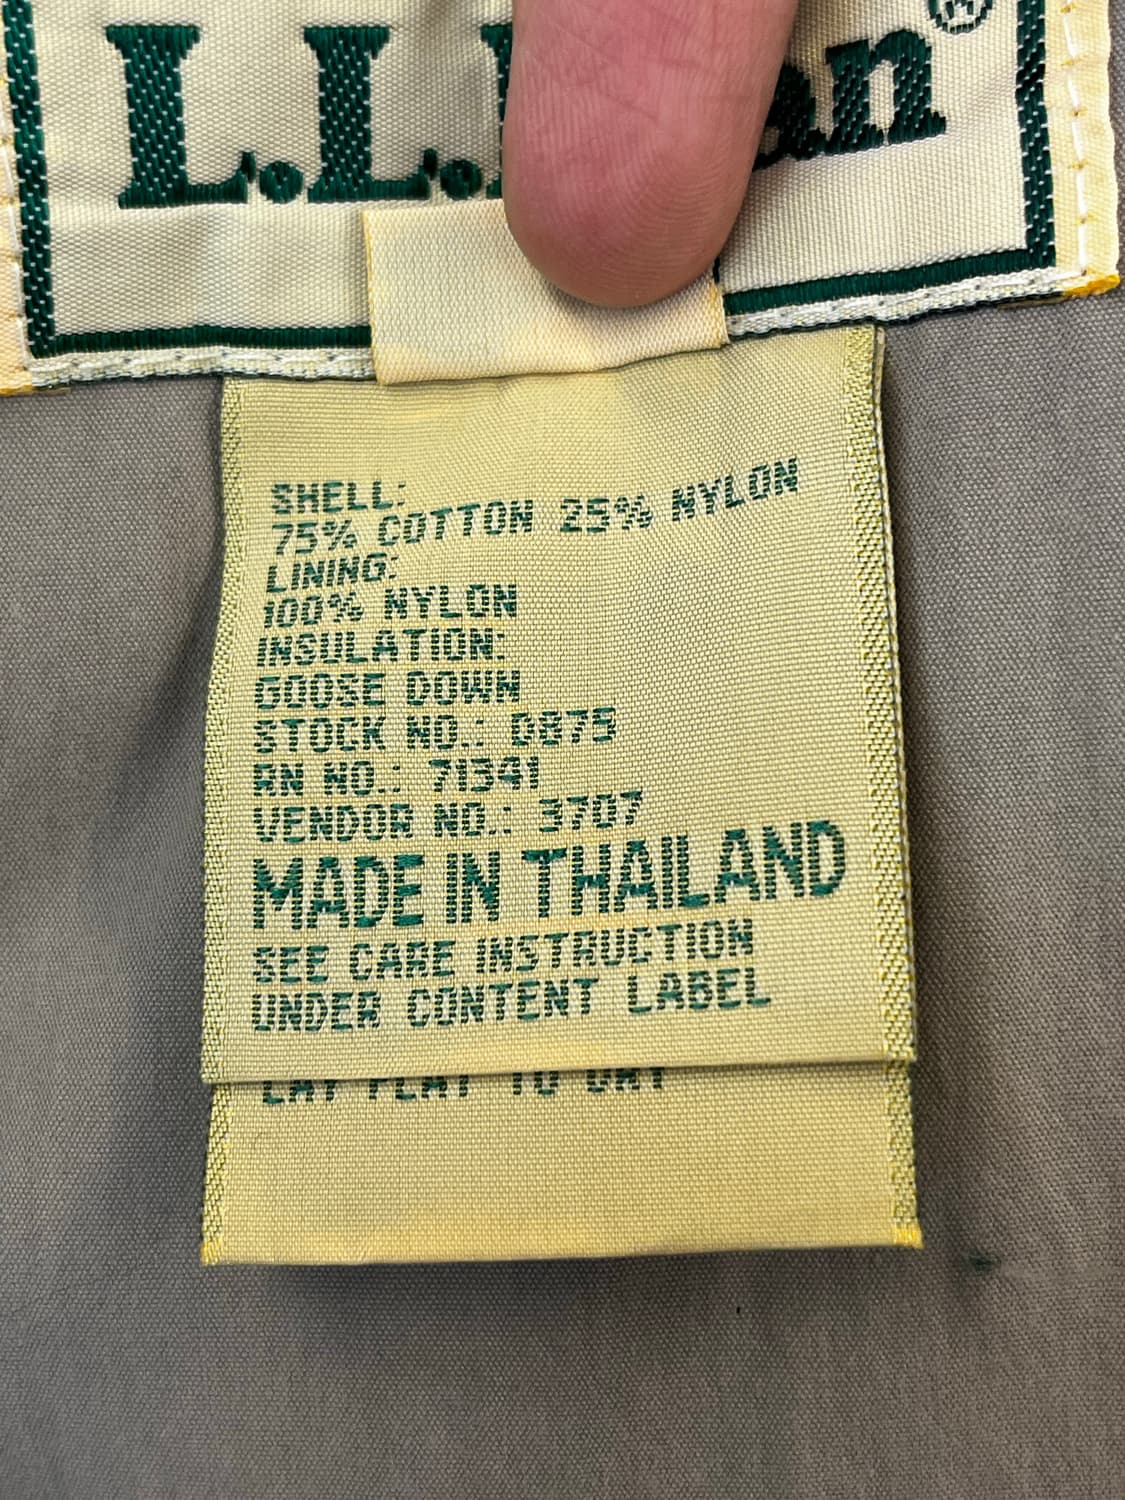 L.L. an®
SHELL:
75% COTTON 25% NYLON
LINING:
100% NYLON
INSULATION:
GOOSE DOWN
STOCK NO.: D875
RN NO.: 71341
VENDOR NO.: 3707
MADE IN THAILAND
SEE CARE INSTRUCTION
UNDER CONTENT LABEL
LAY FLAT TO DRY